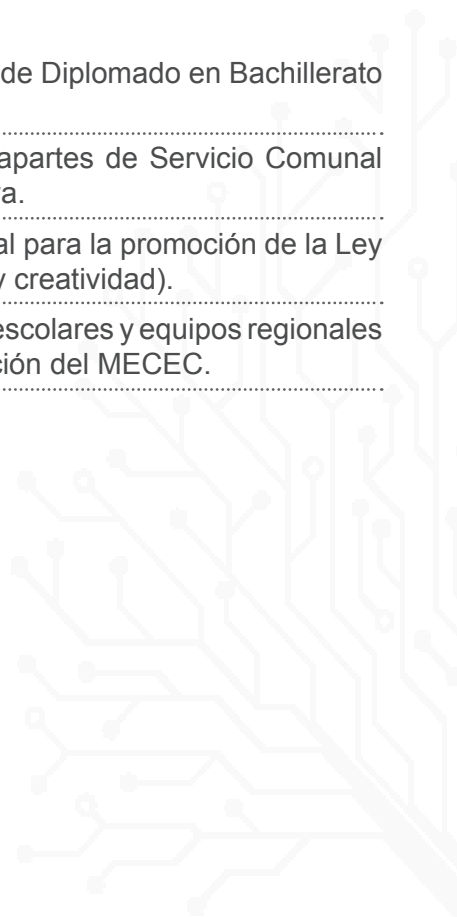 de Diplomado en Bachillerato
apartes de Servicio Comunal
al para la promoción de la Ley
y creatividad).
escolares y equipos regionales
ción del MECEC.